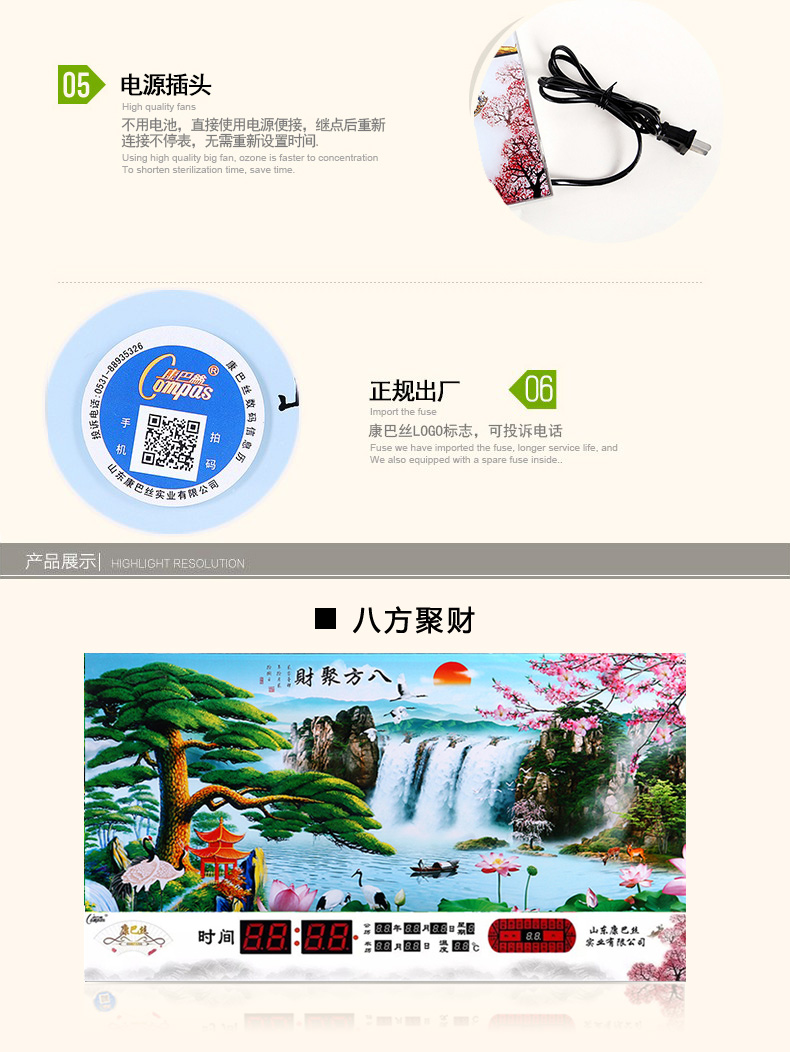 05
电源插头
High quality fans
不用电池，直接使用电源便接，继点后重新
连接不停表，无需重新设置时间.
Using high quality big fan, ozone is faster to concentration
To shorten sterilization time, save time.
投诉电话:0531-88935326
康巴丝数码信息历
康巴丝®
Compas
手机
拍码
山东康巴丝实业有限公司
正规出厂
06
Import the fuse
康巴丝LOGO标志，可投诉电话
Fuse we have imported the fuse, longer service life, and
We also equipped with a spare fuse inside..
产品展示
HIGHLIGHT RESOLUTION
八方聚财
財聚方八
Compas
康巴丝
时间
88:88
公历 88年88月88日 星期8
农历 88月88日 温度 88℃
88
山东康巴丝
实业有限公司